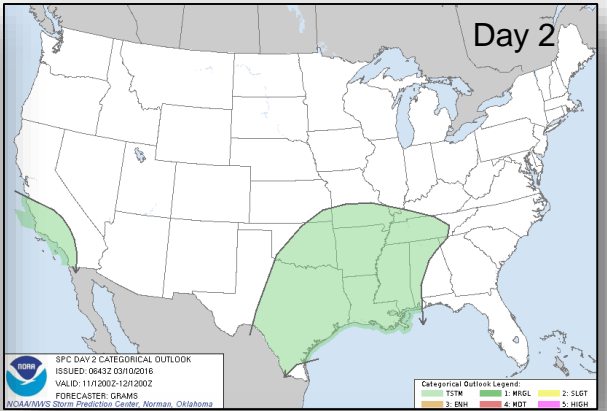 Day 2
NOAA
SPC DAY 2 CATEGORICAL OUTLOOK
ISSUED: 0643Z 03/10/2016
VALID: 11/1200Z-12/1200Z
FORECASTER: GRAMS
NOAA/NWS Storm Prediction Center, Norman, Oklahoma
Categorical Outlook Legend:
TSTM 1: MRGL 2: SLGT
3: ENH 4: MDT 5: HIGH